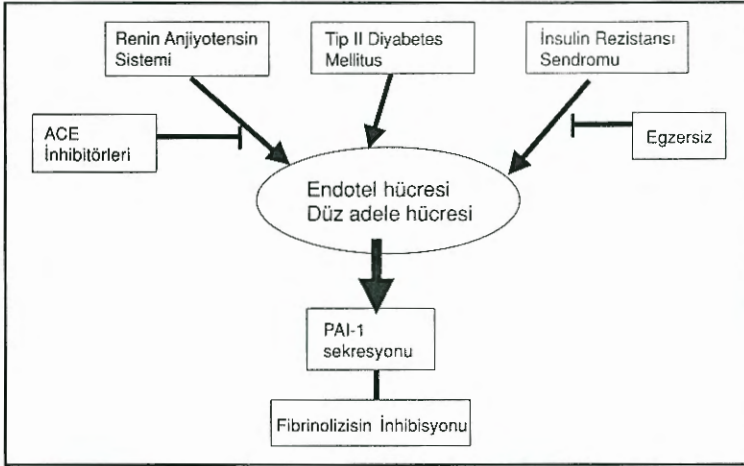 Renin Anjiyotensin
Sistemi
Tip II Diyabetes
Mellitus
İnsulin Rezistansı
Sendromu
ACE
İnhibitörleri
Egzersiz
Endotel hücresi
Düz adele hücresi
PAI-1
sekresyonu
Fibrinolizisin İnhibisyonu